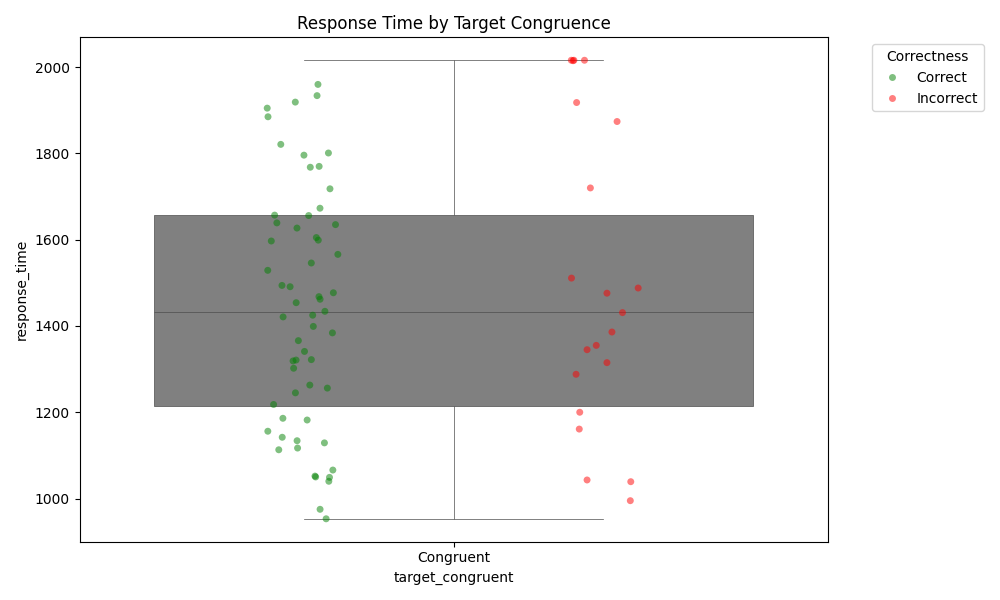 Response Time by Target Congruence
Correctness
Correct
Incorrect
2000
1800
1600
1400
1200
1000
response_time
Congruent
target_congruent